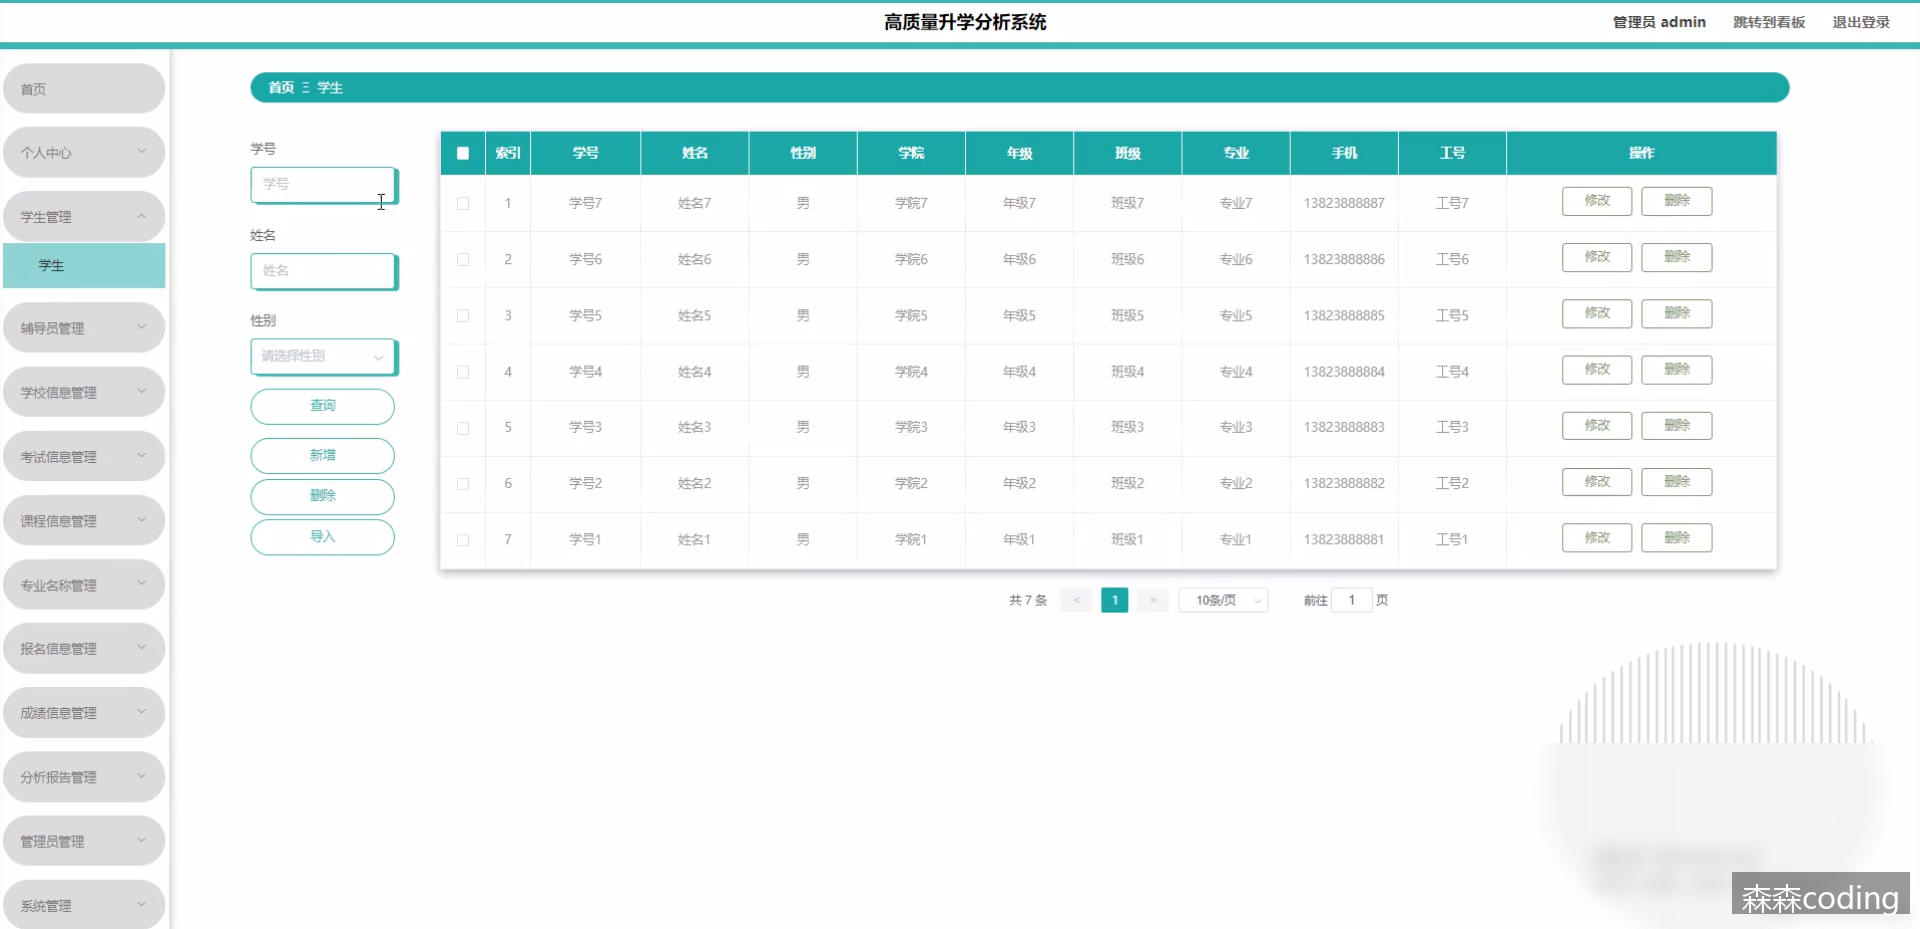 高质量升学分析系统
管理员 admin 跳转到看板 退出登录
首页
个人中心
学生管理
学生
辅导员管理
学校信息管理
考试信息管理
课程信息管理
专业名称管理
报名信息管理
成绩信息管理
分析报告管理
管理员管理
系统管理
首页 Ξ 学生
学号
学号
姓名
姓名
性别
请选择性别
查询
新增
删除
导入
索引 学号 姓名 性别 学院 年级 班级 专业 手机 工号 操作
1 学号7 姓名7 男 学院7 年级7 班级7 专业7 13823888887 工号7 修改 删除
2 学号6 姓名6 男 学院6 年级6 班级6 专业6 13823888886 工号6 修改 删除
3 学号5 姓名5 男 学院5 年级5 班级5 专业5 13823888885 工号5 修改 删除
4 学号4 姓名4 男 学院4 年级4 班级4 专业4 13823888884 工号4 修改 删除
5 学号3 姓名3 男 学院3 年级3 班级3 专业3 13823888883 工号3 修改 删除
6 学号2 姓名2 男 学院2 年级2 班级2 专业2 13823888882 工号2 修改 删除
7 学号1 姓名1 男 学院1 年级1 班级1 专业1 13823888881 工号1 修改 删除
共 7 条 < 1 > 10条/页 前往 1 页
森森coding